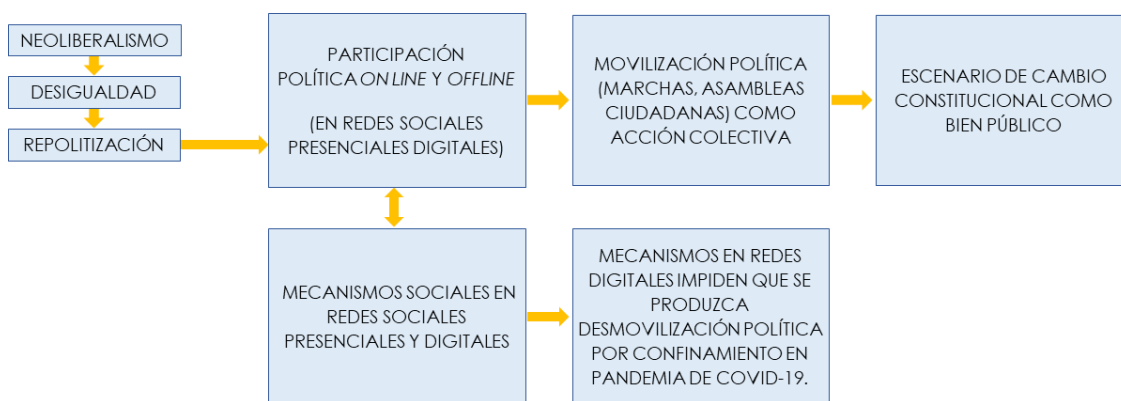 NEOLIBERALISMO
DESIGUALDAD
REPOLITIZACIÓN
PARTICIPACIÓN
POLÍTICA ON LINE Y OFFLINE
(EN REDES SOCIALES
PRESENCIALES DIGITALES)
MOVILIZACIÓN POLÍTICA
(MARCHAS, ASAMBLEAS
CIUDADANAS) COMO
ACCIÓN COLECTIVA
ESCENARIO DE CAMBIO
CONSTITUCIONAL COMO
BIEN PÚBLICO
MECANISMOS SOCIALES EN
REDES SOCIALES
PRESENCIALES Y DIGITALES
MECANISMOS EN REDES
DIGITALES IMPIDEN QUE SE
PRODUZCA
DESMOVILIZACIÓN POLÍTICA
POR CONFINAMIENTO EN
PANDEMIA DE COVID-19.